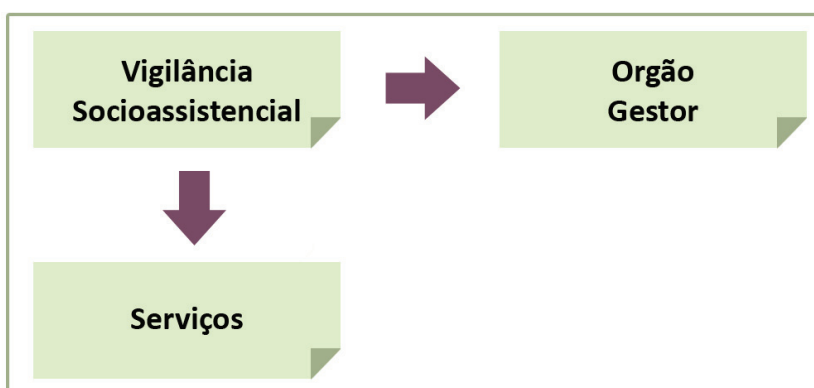 Vigilância
Socioassistencial
Orgão
Gestor
Serviços